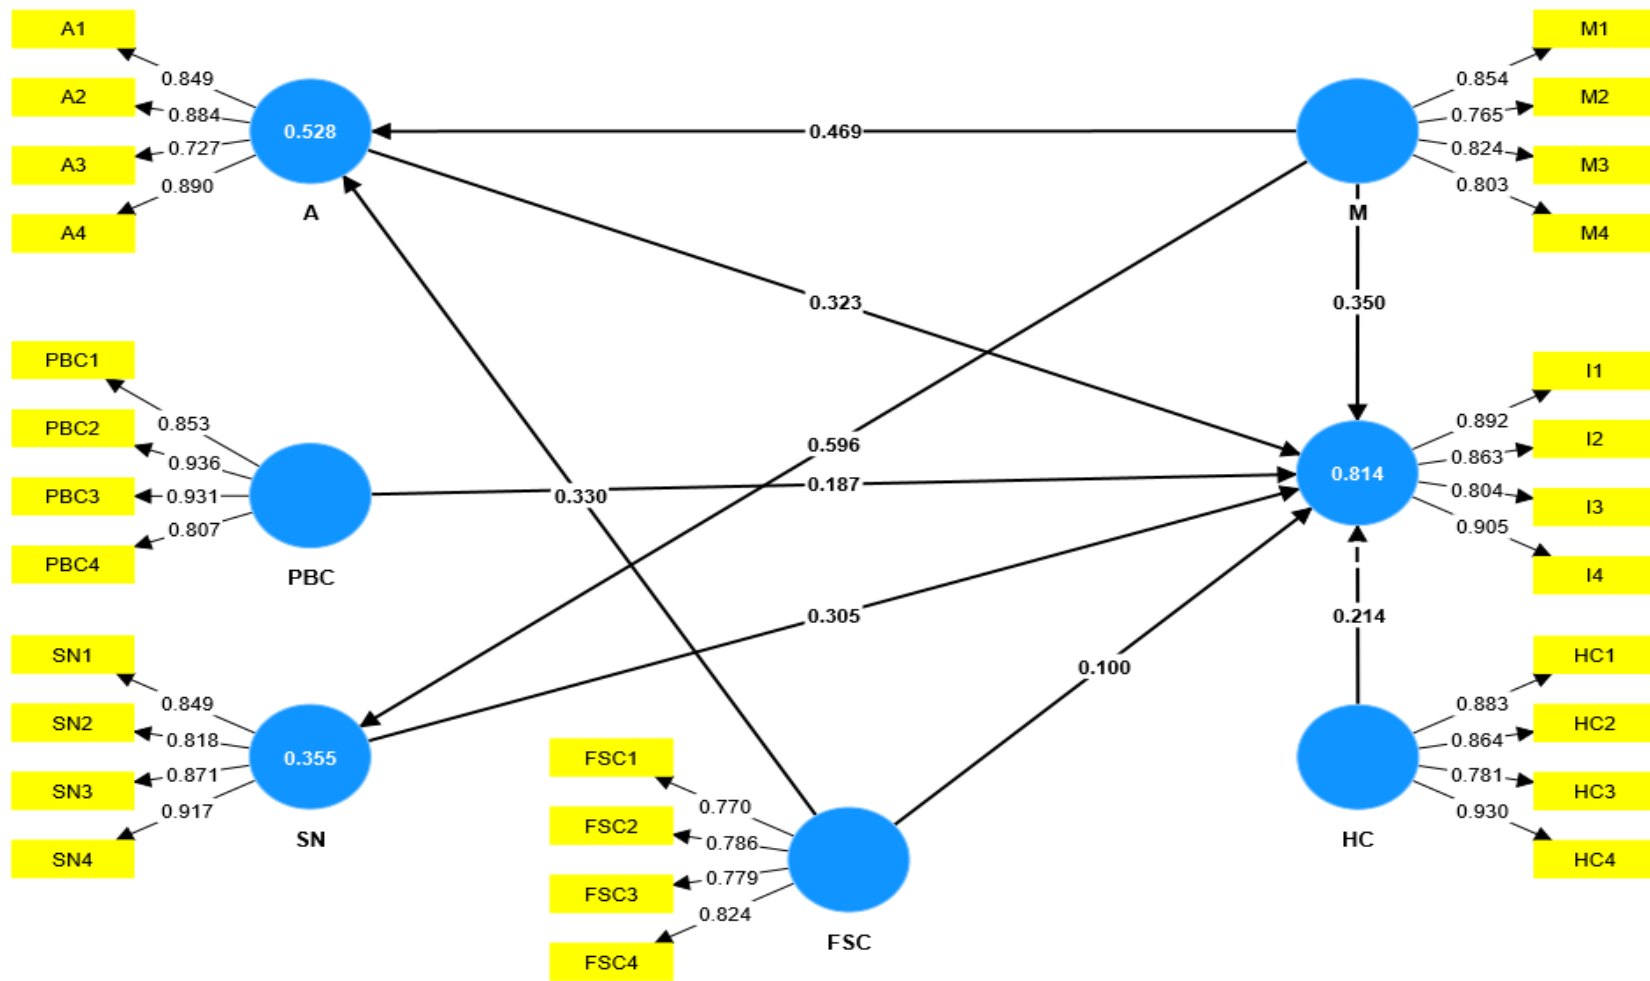 A1
0.849
A2
0.884
A3
0.727
A4
0.890
0.528
A
0.469
M1
0.854
M2
0.765
M3
0.824
M4
0.803
M
0.323
0.350
PBC1
0.853
PBC2
0.936
PBC3
0.931
PBC4
0.807
PBC
0.596
0.330
0.187
I1
0.892
I2
0.863
I3
0.804
I4
0.905
0.814
SN1
0.849
SN2
0.818
SN3
0.871
SN4
0.917
0.355
SN
0.305
0.100
0.214
FSC1
0.770
FSC2
0.786
FSC3
0.779
FSC4
0.824
FSC
HC1
0.883
HC2
0.864
HC3
0.781
HC4
0.930
HC